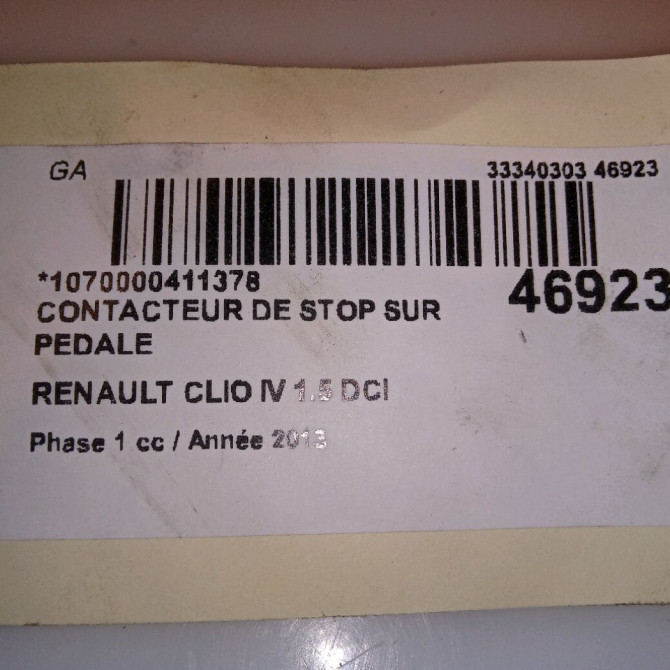 GA
33340303 46923
*1070000411378
46923
CONTACTEUR DE STOP SUR
PEDALE
RENAULT CLIO IV 1.5 DCI
Phase 1 cc / Année 2013